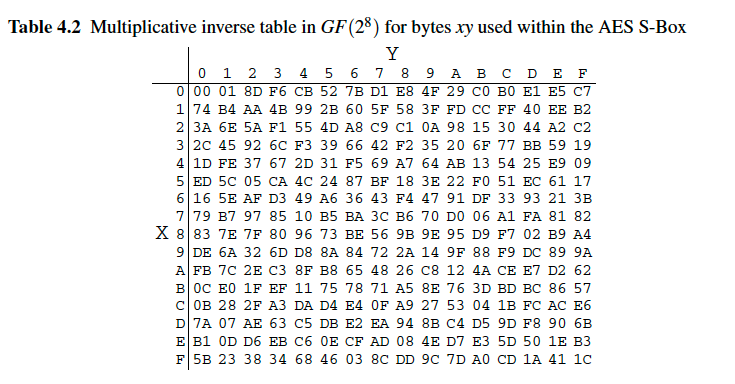 Table 4.2 Multiplicative inverse table in GF(2⁸) for bytes xy used within the AES S-Box
Y
0 1 2 3 4 5 6 7 8 9 A B C D E F
0 00 01 8D F6 CB 52 7B D1 E8 4F 29 C0 B0 E1 E5 C7
1 74 B4 AA 4B 99 2B 60 5F 58 3F FD CC FF 40 EE B2
2 3A 6E 5A F1 55 4D A8 C9 C1 0A 98 15 30 44 A2 C2
3 2C 45 92 6C F3 39 66 42 F2 35 20 6F 77 BB 59 19
4 1D FE 37 67 2D 31 F5 69 A7 64 AB 13 54 25 E9 09
5 ED 5C 05 CA 4C 24 87 BF 18 3E 22 F0 51 EC 61 17
6 16 5E AF D3 49 A6 36 43 F4 47 91 DF 33 93 21 3B
7 79 B7 97 85 10 B5 BA 3C B6 70 D0 06 A1 FA 81 82
X 8 83 7E 7F 80 96 73 BE 56 9B 9E 95 D9 F7 02 B9 A4
9 DE 6A 32 6D D8 8A 84 72 2A 14 9F 88 F9 DC 89 9A
A FB 7C 2E C3 8F B8 65 48 26 C8 12 4A CE E7 D2 62
B 0C E0 1F EF 11 75 78 71 A5 8E 76 3D BD BC 86 57
C 0B 28 2F A3 DA D4 E4 0F A9 27 53 04 1B FC AC E6
D 7A 07 AE 63 C5 DB E2 EA 94 8B C4 D5 9D F8 90 6B
E B1 0D D6 EB C6 0E CF AD 08 4E D7 E3 5D 50 1E B3
F 5B 23 38 34 68 46 03 8C DD 9C 7D A0 CD 1A 41 1C